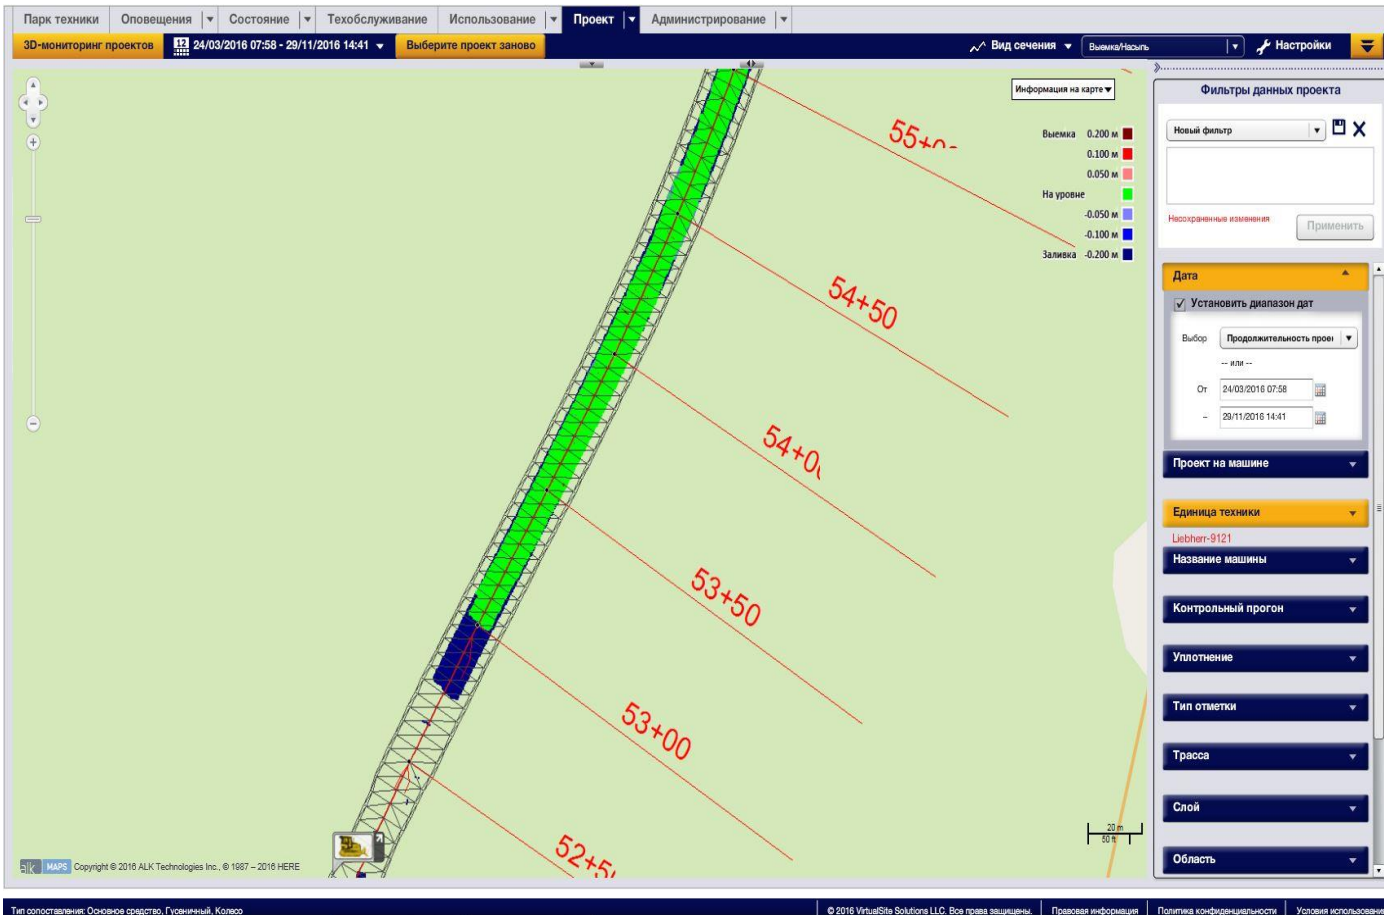 Парк техники Оповещения Состояние Техобслуживание Использование Проект Администрирование
3D-мониторинг проектов 12 24/03/2016 07:58 - 29/11/2016 14:41 Выберите проект заново Вид сечения Выемка/Насыпь Настройки
Информация на карте
Выемка 0.200 м
0.100 м
0.050 м
На уровне
-0.050 м
-0.100 м
Заливка -0.200 м
54+50
53+50
53+00
20 m
50 ft
alk MAPS Copyright © 2016 ALK Technologies Inc., © 1987 – 2016 HERE
Фильтры данных проекта
Новый фильтр
Несохраненные изменения Применить
Дата
Установить диапазон дат
Выбор Продолжительность проек
-- или --
От 24/03/2016 07:58
– 29/11/2016 14:41
Проект на машине
Единица техники
Liebherr-9121
Название машины
Контрольный прогон
Уплотнение
Тип отметки
Трасса
Слой
Область
Тип сопоставления: Основное средство, Гусеничный, Колесо © 2016 VirtualSite Solutions LLC. Все права защищены. Правовая информация Политика конфиденциальности Условия использования